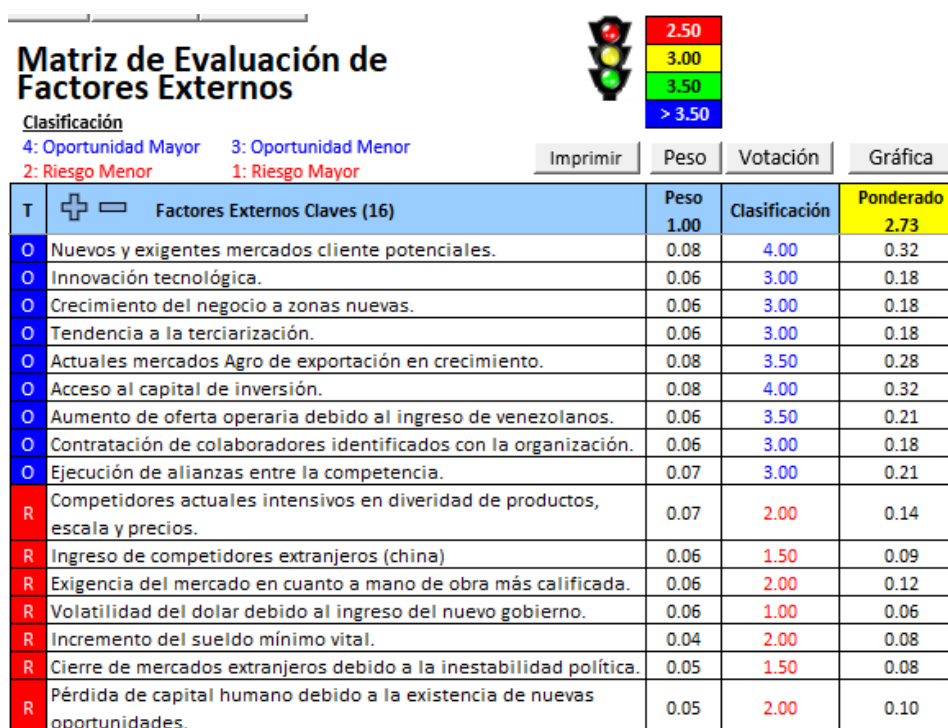 2.50
Matriz de Evaluación de
3.00
Factores Externos
3.50
> 3.50
Clasificación
4: Oportunidad Mayor 3: Oportunidad Menor
2: Riesgo Menor 1: Riesgo Mayor
Imprimir Peso Votación Gráfica
T Factores Externos Claves (16) Peso 1.00 Clasificación Ponderado 2.73
O Nuevos y exigentes mercados cliente potenciales. 0.08 4.00 0.32
O Innovación tecnológica. 0.06 3.00 0.18
O Crecimiento del negocio a zonas nuevas. 0.06 3.00 0.18
O Tendencia a la terciarización. 0.06 3.00 0.18
O Actuales mercados Agro de exportación en crecimiento. 0.08 3.50 0.28
O Acceso al capital de inversión. 0.08 4.00 0.32
O Aumento de oferta operaria debido al ingreso de venezolanos. 0.06 3.50 0.21
O Contratación de colaboradores identificados con la organización. 0.06 3.00 0.18
O Ejecución de alianzas entre la competencia. 0.07 3.00 0.21
R Competidores actuales intensivos en diveridad de productos,
escala y precios. 0.07 2.00 0.14
R Ingreso de competidores extranjeros (china) 0.06 1.50 0.09
R Exigencia del mercado en cuanto a mano de obra más calificada. 0.06 2.00 0.12
R Volatilidad del dolar debido al ingreso del nuevo gobierno. 0.06 1.00 0.06
R Incremento del sueldo mínimo vital. 0.04 2.00 0.08
R Cierre de mercados extranjeros debido a la inestabilidad política. 0.05 1.50 0.08
R Pérdida de capital humano debido a la existencia de nuevas
oportunidades. 0.05 2.00 0.10